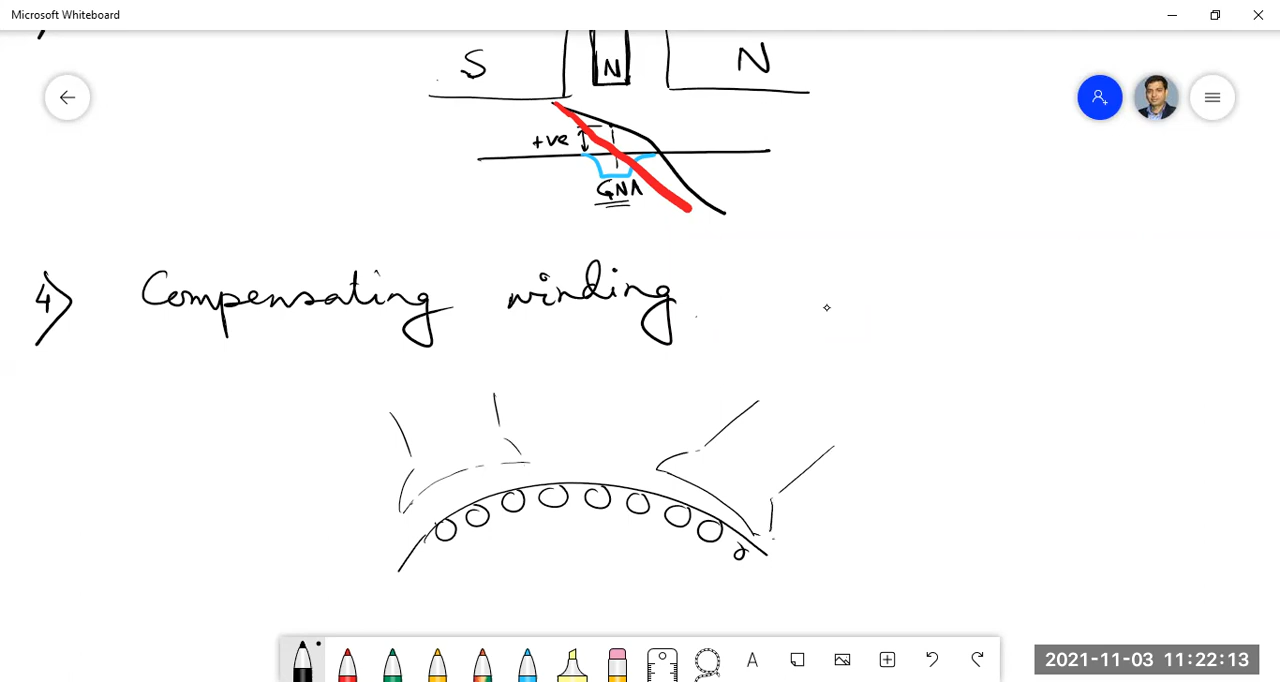 Microsoft Whiteboard
S N N
+ve
GNA
4) Compensating winding
A
2021-11-03 11:22:13